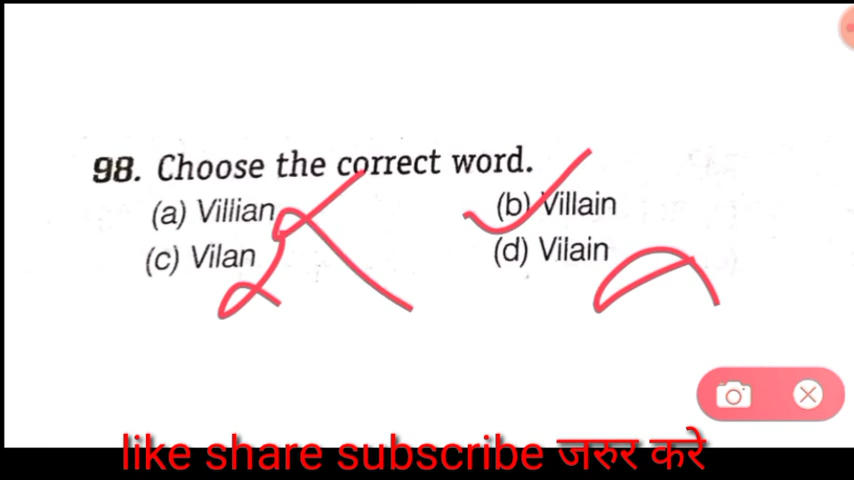 98. Choose the correct word.
(a) Villian (b) Villain
(c) Vilan (d) Vilain
like share subscribe जरुर करे